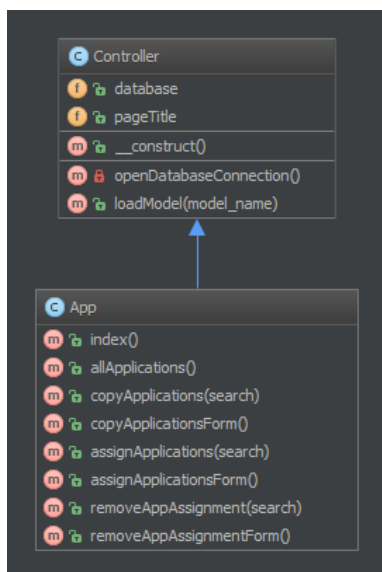 C Controller
f database
f pageTitle
m __construct()
m openDatabaseConnection()
m loadModel(model_name)
C App
m index()
m allApplications()
m copyApplications(search)
m copyApplicationsForm()
m assignApplications(search)
m assignApplicationsForm()
m removeAppAssignment(search)
m removeAppAssignmentForm()